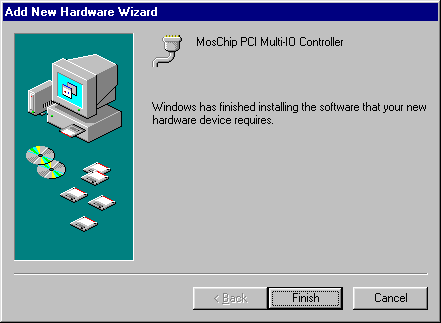 Add New Hardware Wizard
MosChip PCI Multi-IO Controller
Windows has finished installing the software that your new
hardware device requires.
< Back
Finish
Cancel